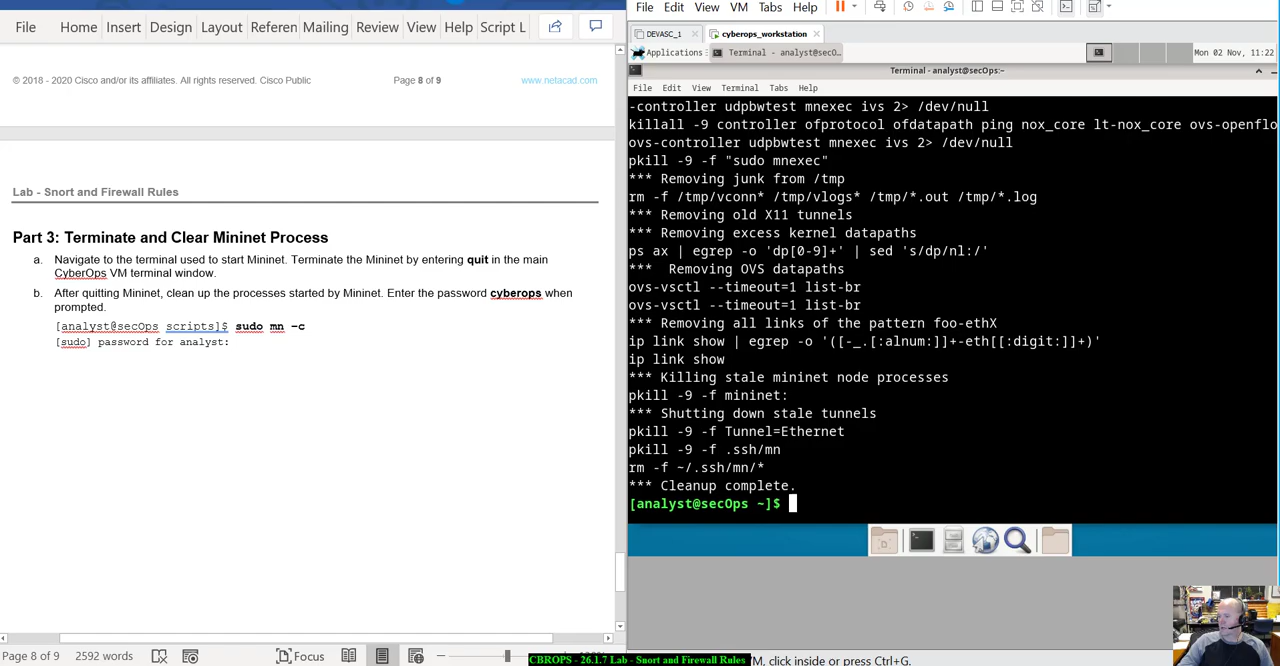 File Home Insert Design Layout Referen Mailing Review View Help Script L
© 2018 - 2020 Cisco and/or its affiliates. All rights reserved. Cisco Public Page 8 of 9 www.netacad.com
Lab - Snort and Firewall Rules
Part 3: Terminate and Clear Mininet Process
a. Navigate to the terminal used to start Mininet. Terminate the Mininet by entering quit in the main
CyberOps VM terminal window.
b. After quitting Mininet, clean up the processes started by Mininet. Enter the password cyberops when
prompted.
[analyst@secOps scripts]$ sudo mn –c
[sudo] password for analyst:
Page 8 of 9 2592 words Focus
File Edit View VM Tabs Help
DEVASC_1 cyberops_workstation
Applications Terminal - analyst@secO... Mon 02 Nov, 11:22
Terminal - analyst@secOps:~
File Edit View Terminal Tabs Help
-controller udpbwtest mnexec ivs 2> /dev/null
killall -9 controller ofprotocol ofdatapath ping nox_core lt-nox_core ovs-openflo
ovs-controller udpbwtest mnexec ivs 2> /dev/null
pkill -9 -f "sudo mnexec"
*** Removing junk from /tmp
rm -f /tmp/vconn* /tmp/vlogs* /tmp/*.out /tmp/*.log
*** Removing old X11 tunnels
*** Removing excess kernel datapaths
ps ax | egrep -o 'dp[0-9]+' | sed 's/dp/nl:/'
***  Removing OVS datapaths
ovs-vsctl --timeout=1 list-br
ovs-vsctl --timeout=1 list-br
*** Removing all links of the pattern foo-ethX
ip link show | egrep -o '([-_.[:alnum:]]+-eth[[:digit:]]+)'
ip link show
*** Killing stale mininet node processes
pkill -9 -f mininet:
*** Shutting down stale tunnels
pkill -9 -f Tunnel=Ethernet
pkill -9 -f .ssh/mn
rm -f ~/.ssh/mn/*
*** Cleanup complete.
[analyst@secOps ~]$
CBROPS - 26.1.7 Lab - Snort and Firewall Rules
M, click inside or press Ctrl+G.